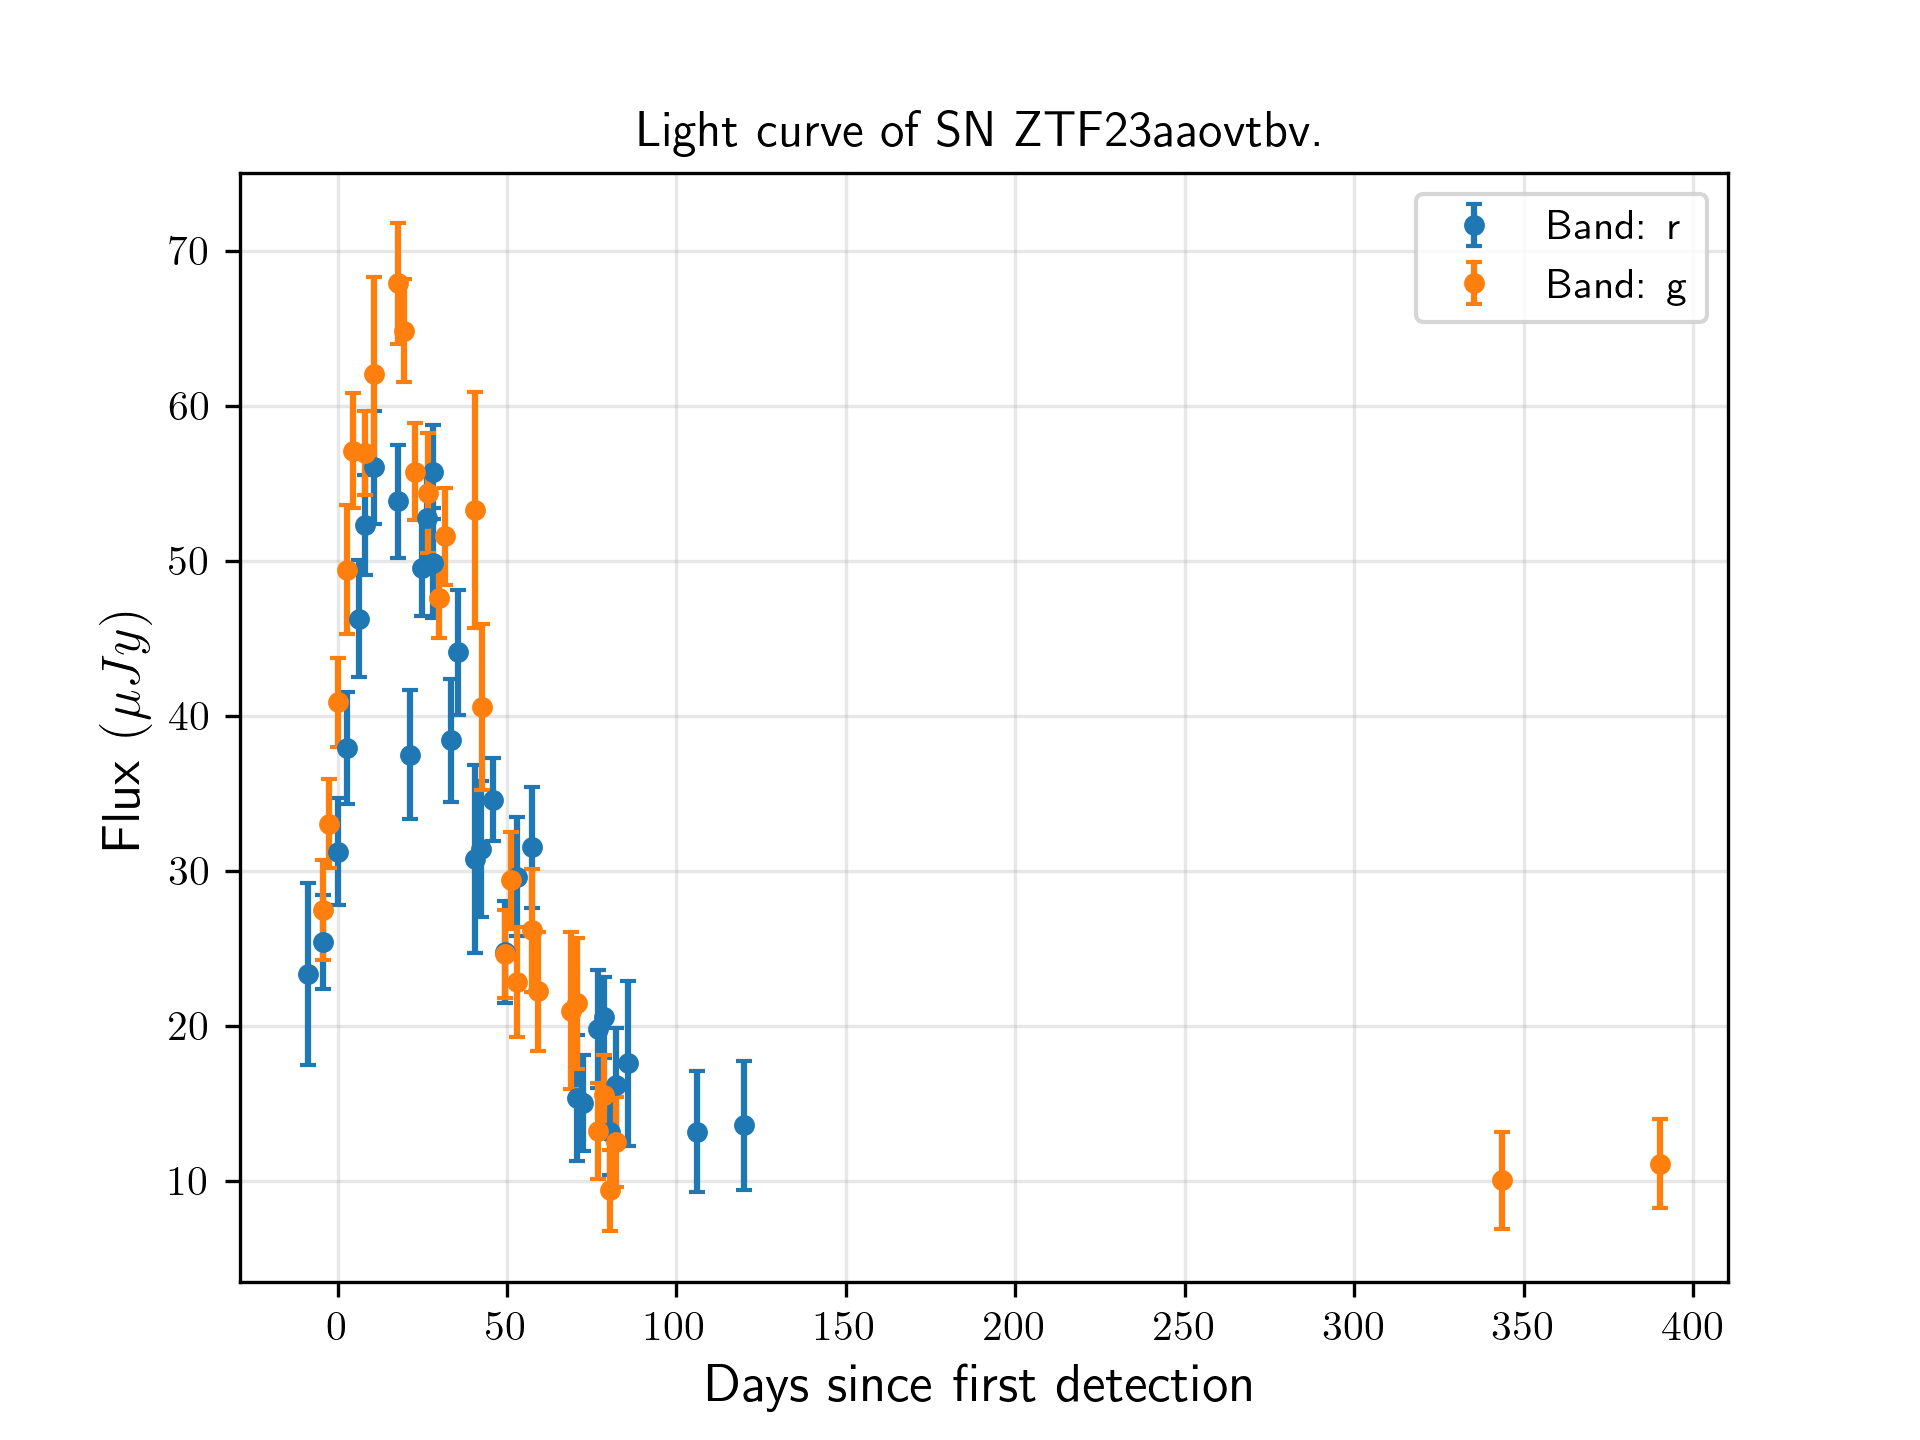 Light curve of SN ZTF23aaovtbv.
Band: r
Band: g
70
60
50
40
30
20
10
Flux (μJy)
0 50 100 150 200 250 300 350 400
Days since first detection